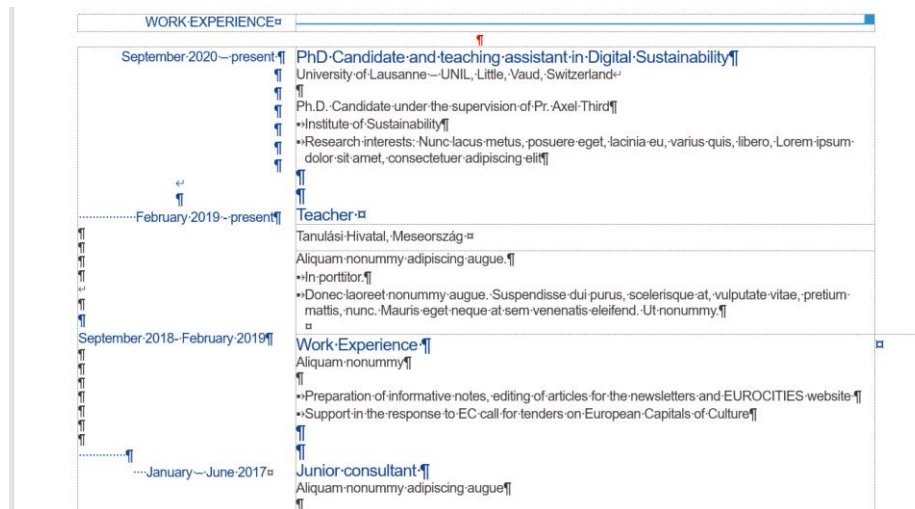 WORK EXPERIENCE
September 2020 – present
PhD Candidate and teaching assistant in Digital Sustainability
University of Lausanne – UNIL, Little, Vaud, Switzerland
Ph.D. Candidate under the supervision of Pr. Axel Third
Institute of Sustainability
Research interests: Nunc lacus metus, posuere eget, lacinia eu, varius quis, libero, Lorem ipsum
dolor sit amet, consectetuer adipiscing elit
February 2019 - present
Teacher
Tanulási Hivatal, Meseország
Aliquam nonummy adipiscing augue.
In porttitor.
Donec laoreet nonummy augue. Suspendisse dui purus, scelerisque at, vulputate vitae, pretium
mattis, nunc. Mauris eget neque at sem venenatis eleifend. Ut nonummy.
September 2018- February 2019
Work Experience
Aliquam nonummy
Preparation of informative notes, editing of articles for the newsletters and EUROCITIES website
Support in the response to EC call for tenders on European Capitals of Culture
January – June 2017
Junior consultant
Aliquam nonummy adipiscing augue